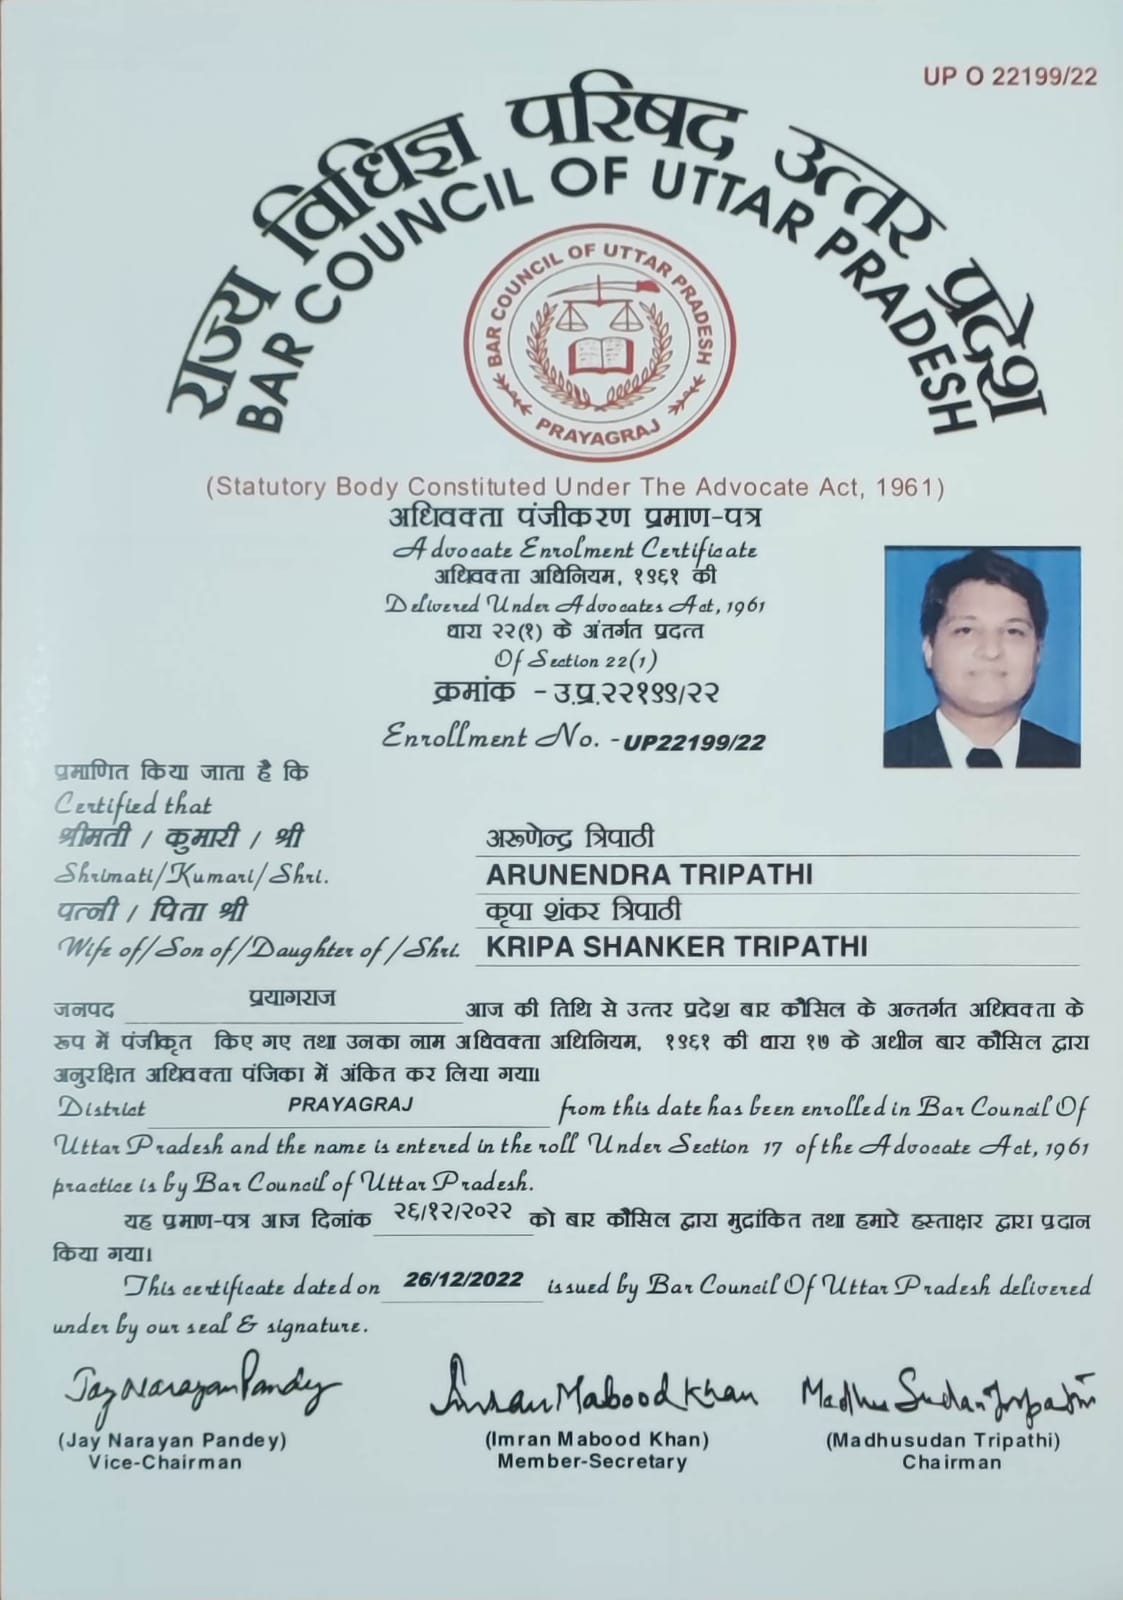 UP O 22199/22
राज्य विधिज्ञ परिषद उत्तर प्रदेश
BAR COUNCIL OF UTTAR PRADESH
BAR COUNCIL OF UTTAR PRADESH
PRAYAGRAJ
(Statutory Body Constituted Under The Advocate Act, 1961)
अधिवक्ता पंजीकरण प्रमाण-पत्र
Advocate Enrolment Certificate
अधिवक्ता अधिनियम, १९६१ की
Delivered Under Advocates Act, 1961
धारा २२(१) के अंतर्गत प्रदत्त
Of Section 22(1)
क्रमांक - उ.प्र.२२१९९/२२
Enrollment No. - UP22199/22
प्रमाणित किया जाता है कि
Certified that
श्रीमती / कुमारी / श्री अरूणेन्द्र त्रिपाठी
Shrimati/Kumari/Shri. ARUNENDRA TRIPATHI
पत्नी / पिता श्री कृपा शंकर त्रिपाठी
Wife of/Son of/Daughter of/Shri. KRIPA SHANKER TRIPATHI
जनपद प्रयागराज आज की तिथि से उत्तर प्रदेश बार कौसिल के अन्तर्गत अधिवक्ता के
रूप में पंजीकृत किए गए तथा उनका नाम अधिवक्ता अधिनियम, १९६१ की धारा १७ के अधीन बार कौसिल द्वारा
अनुरक्षित अधिवक्ता पंजिका में अंकित कर लिया गया।
District PRAYAGRAJ from this date has been enrolled in Bar Council Of
Uttar Pradesh and the name is entered in the roll Under Section 17 of the Advocate Act, 1961
practice is by Bar Council of Uttar Pradesh.
यह प्रमाण-पत्र आज दिनांक २६/१२/२०२२ को बार कौसिल द्वारा मुद्रांकित तथा हमारे हस्ताक्षर द्वारा प्रदान
किया गया।
This certificate dated on 26/12/2022 issued by Bar Council Of Uttar Pradesh delivered
under by our seal & signature.
Jay Narayan Pandey Imran Mabood Khan Madhu Sudan Tripathi
(Jay Narayan Pandey) (Imran Mabood Khan) (Madhusudan Tripathi)
Vice-Chairman Member-Secretary Chairman